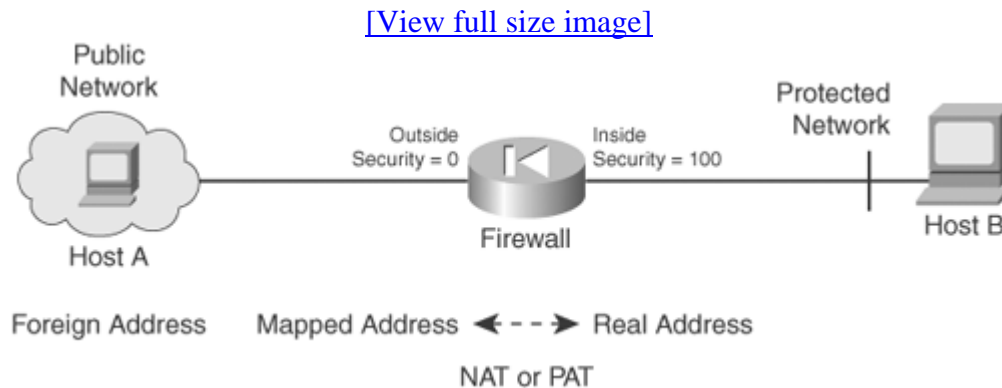 [View full size image]
Public
Network
Outside
Security = 0
Inside
Security = 100
Protected
Network
Host A
Firewall
Host B
Foreign Address
Mapped Address
Real Address
NAT or PAT